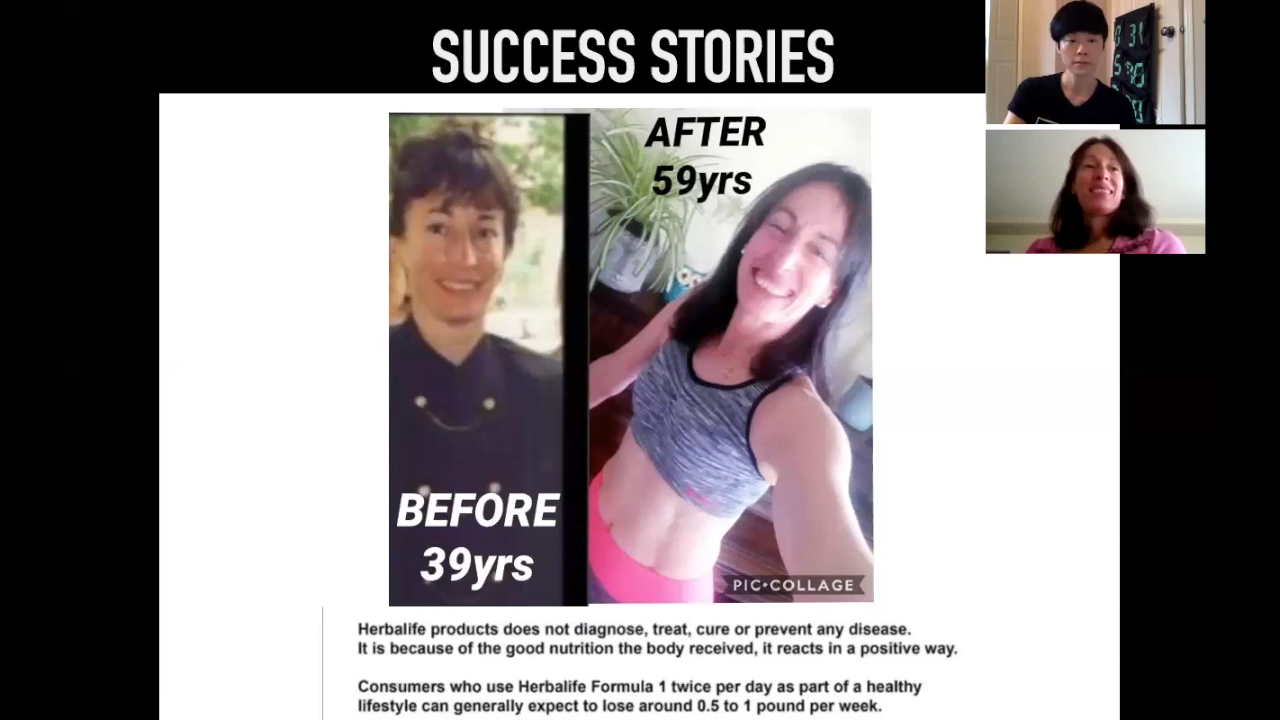 SUCCESS STORIES
AFTER
59yrs
BEFORE
39yrs
PIC•COLLAGE
Herbalife products does not diagnose, treat, cure or prevent any disease.
It is because of the good nutrition the body received, it reacts in a positive way.
Consumers who use Herbalife Formula 1 twice per day as part of a healthy
lifestyle can generally expect to lose around 0.5 to 1 pound per week.